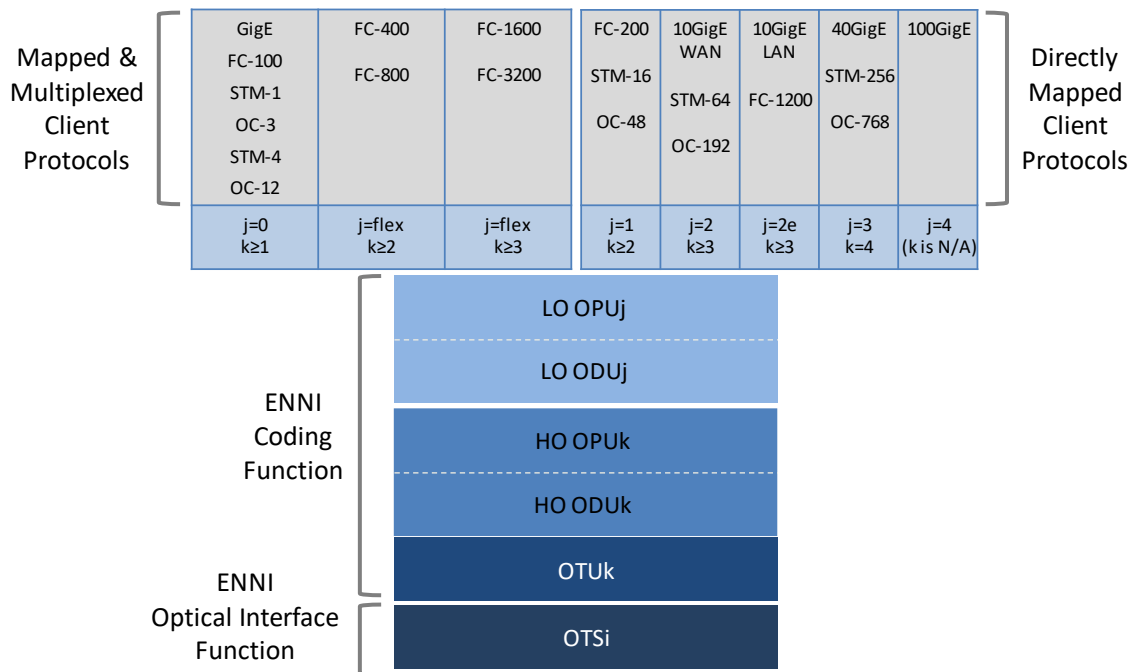 Mapped &
Multiplexed
Client
Protocols
GigE
FC-100
STM-1
OC-3
STM-4
OC-12
j=0
k≥1
FC-400
FC-800
j=flex
k≥2
FC-1600
FC-3200
j=flex
k≥3
FC-200
STM-16
OC-48
j=1
k≥2
10GigE
WAN
STM-64
OC-192
j=2
k≥3
10GigE
LAN
FC-1200
j=2e
k≥3
40GigE
STM-256
OC-768
j=3
k=4
100GigE
j=4
(k is N/A)
Directly
Mapped
Client
Protocols
ENNI
Coding
Function
LO OPUj
LO ODUj
HO OPUk
HO ODUk
OTUk
ENNI
Optical Interface
Function
OTSi